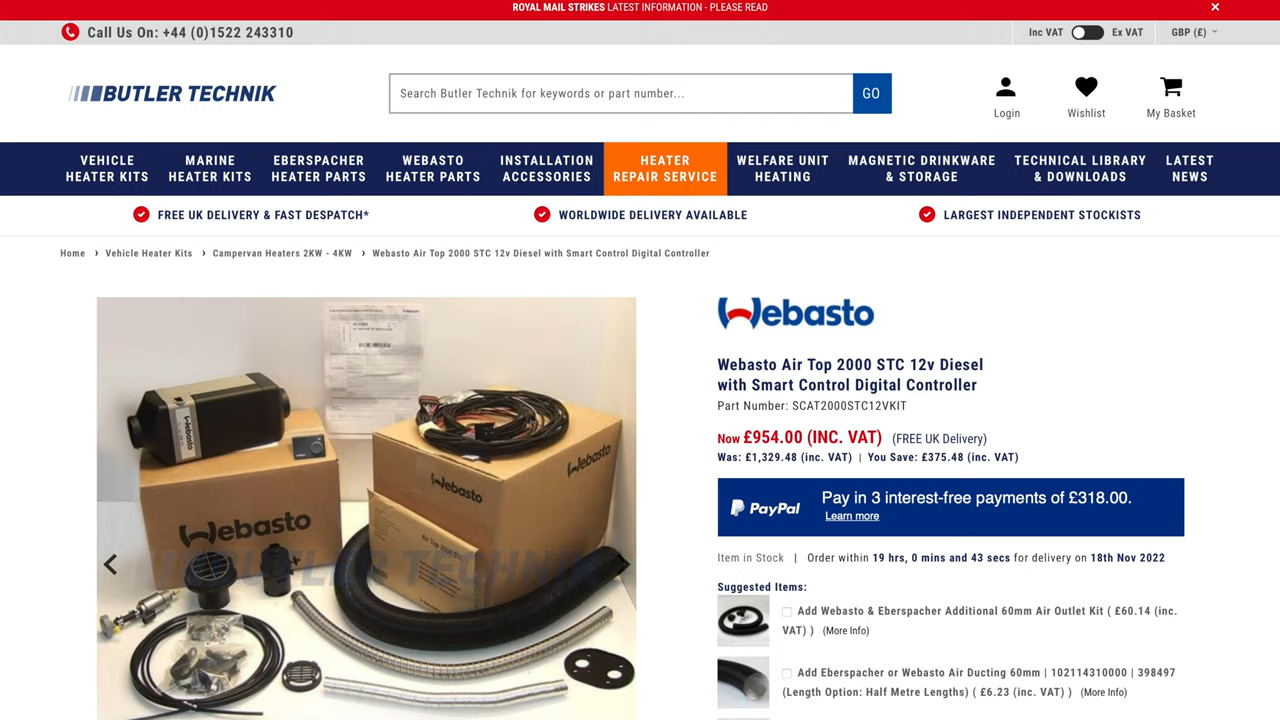 ROYAL MAIL STRIKES LATEST INFORMATION - PLEASE READ
Call Us On: +44 (0)1522 243310
Inc VAT
Ex VAT
GBP (£)
BUTLER TECHNIK
Search Butler Technik for keywords or part number...
GO
Login
Wishlist
My Basket
VEHICLE
HEATER KITS
MARINE
HEATER KITS
EBERSPACHER
HEATER PARTS
WEBASTO
HEATER PARTS
INSTALLATION
ACCESSORIES
HEATER
REPAIR SERVICE
WELFARE UNIT
HEATING
MAGNETIC DRINKWARE
& STORAGE
TECHNICAL LIBRARY
& DOWNLOADS
LATEST
NEWS
FREE UK DELIVERY & FAST DESPATCH*
WORLDWIDE DELIVERY AVAILABLE
LARGEST INDEPENDENT STOCKISTS
Home › Vehicle Heater Kits › Campervan Heaters 2KW - 4KW › Webasto Air Top 2000 STC 12v Diesel with Smart Control Digital Controller
Webasto
Webasto
Webasto
Webasto
Air Top 2000 STC
BUTLER TECHNIK
Webasto
Webasto Air Top 2000 STC 12v Diesel
with Smart Control Digital Controller
Part Number: SCAT2000STC12VKIT
Now £954.00 (INC. VAT) (FREE UK Delivery)
Was: £1,329.48 (inc. VAT) | You Save: £375.48 (inc. VAT)
PayPal
Pay in 3 interest-free payments of £318.00.
Learn more
Item in Stock | Order within 19 hrs, 0 mins and 43 secs for delivery on 18th Nov 2022
Suggested Items:
Add Webasto & Eberspacher Additional 60mm Air Outlet Kit ( £60.14 (inc.
VAT) ) (More Info)
Add Eberspacher or Webasto Air Ducting 60mm | 102114310000 | 398497
(Length Option: Half Metre Lengths) ( £6.23 (inc. VAT) ) (More Info)